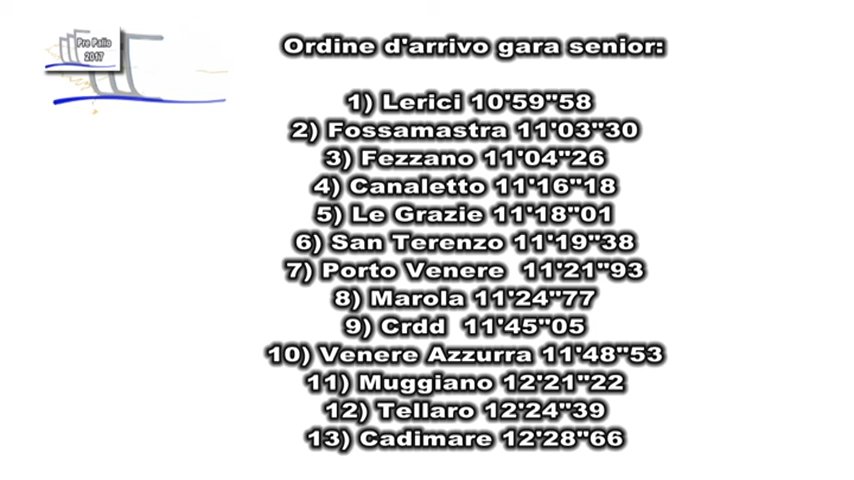 Pre Palio
2017
Ordine d'arrivo gara senior:
1) Lerici 10'59"58
2) Fossamastra 11'03"30
3) Fezzano 11'04"26
4) Canaletto 11'16"18
5) Le Grazie 11'18"01
6) San Terenzo 11'19"38
7) Porto Venere 11'21"93
8) Marola 11'24"77
9) Crdd 11'45"05
10) Venere Azzurra 11'48"53
11) Muggiano 12'21"22
12) Tellaro 12'24"39
13) Cadimare 12'28"66